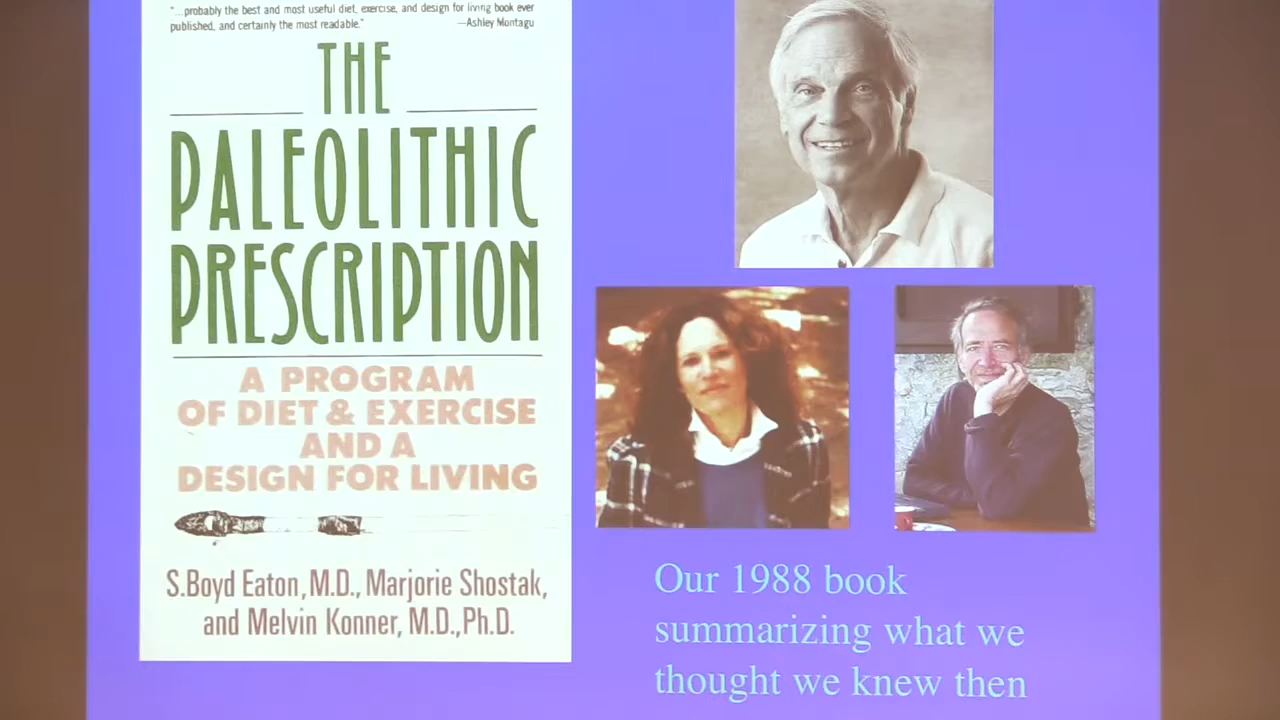 "...probably the best and most useful diet, exercise, and design for living book ever
published, and certainly the most readable." —Ashley Montagu
THE
PALEOLITHIC
PRESCRIPTION
A PROGRAM
OF DIET & EXERCISE
AND A
DESIGN FOR LIVING
S.Boyd Eaton, M.D., Marjorie Shostak,
and Melvin Konner, M.D.,Ph.D.
Our 1988 book
summarizing what we
thought we knew then